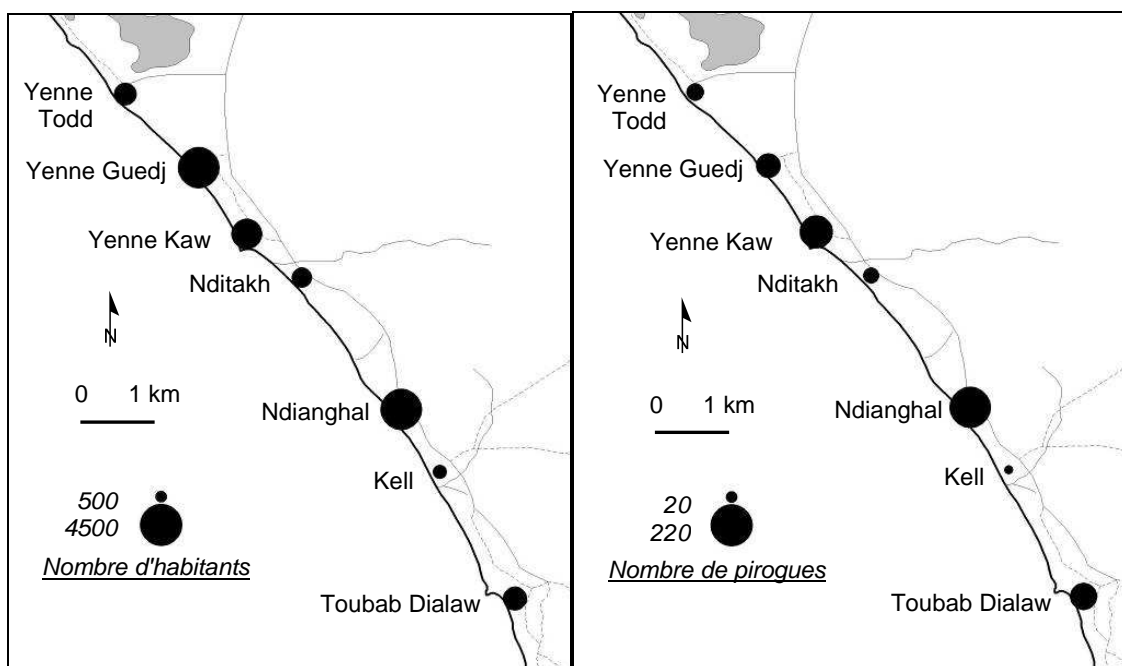 Yenne
Todd
Yenne Guedj
Yenne Kaw
Nditakh
N
0 1 km
Ndianghal
Kell
500
4500
Nombre d'habitants
Toubab Dialaw
Yenne
Todd
Yenne Guedj
Yenne Kaw
Nditakh
N
0 1 km
Ndianghal
Kell
20
220
Nombre de pirogues
Toubab Dialaw